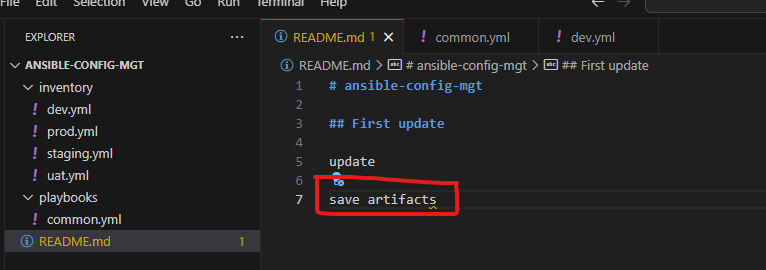 File Edit Selection View Go Run Terminal Help
EXPLORER ...
README.md 1
common.yml
dev.yml
ANSIBLE-CONFIG-MGT
README.md > # ansible-config-mgt > ## First update
inventory
! dev.yml
! prod.yml
! staging.yml
! uat.yml
playbooks
! common.yml
README.md 1
1 # ansible-config-mgt
2
3 ## First update
4
5 update
6
7 save artifacts